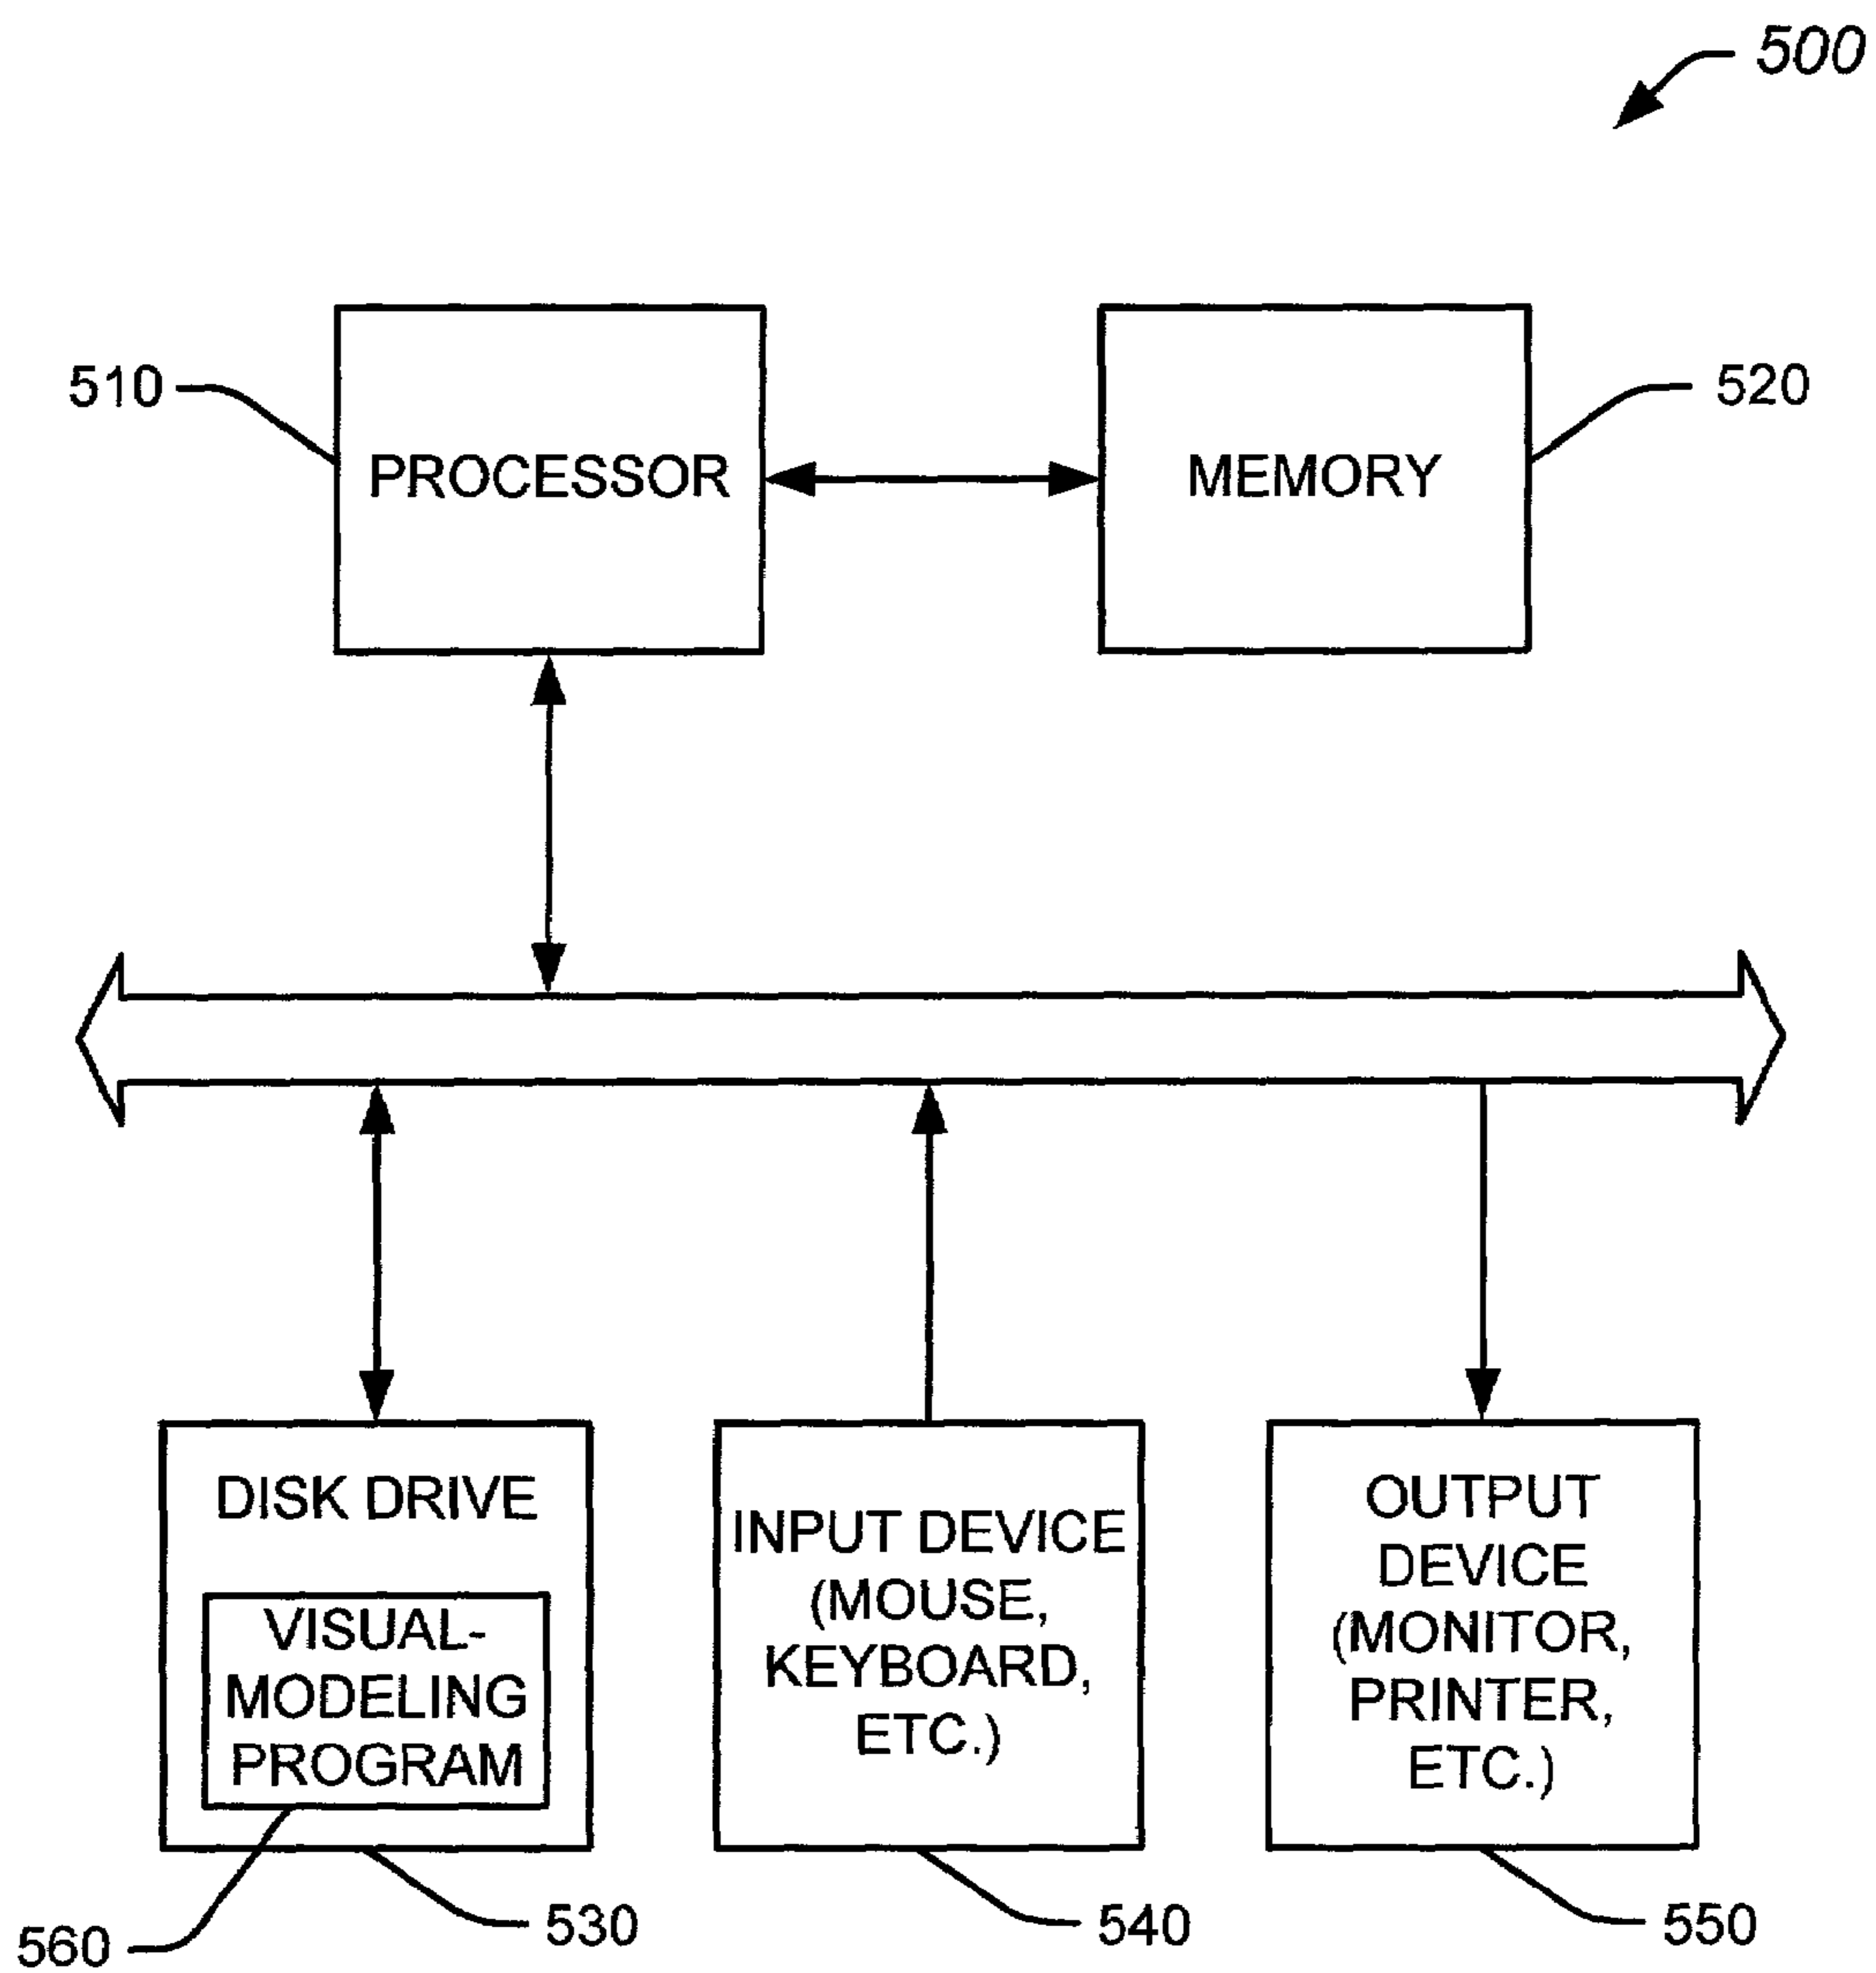 500
510
PROCESSOR
MEMORY
520
DISK DRIVE
VISUAL-
MODELING
PROGRAM
INPUT DEVICE
(MOUSE,
KEYBOARD,
ETC.)
OUTPUT
DEVICE
(MONITOR,
PRINTER,
ETC.)
560
530
540
550